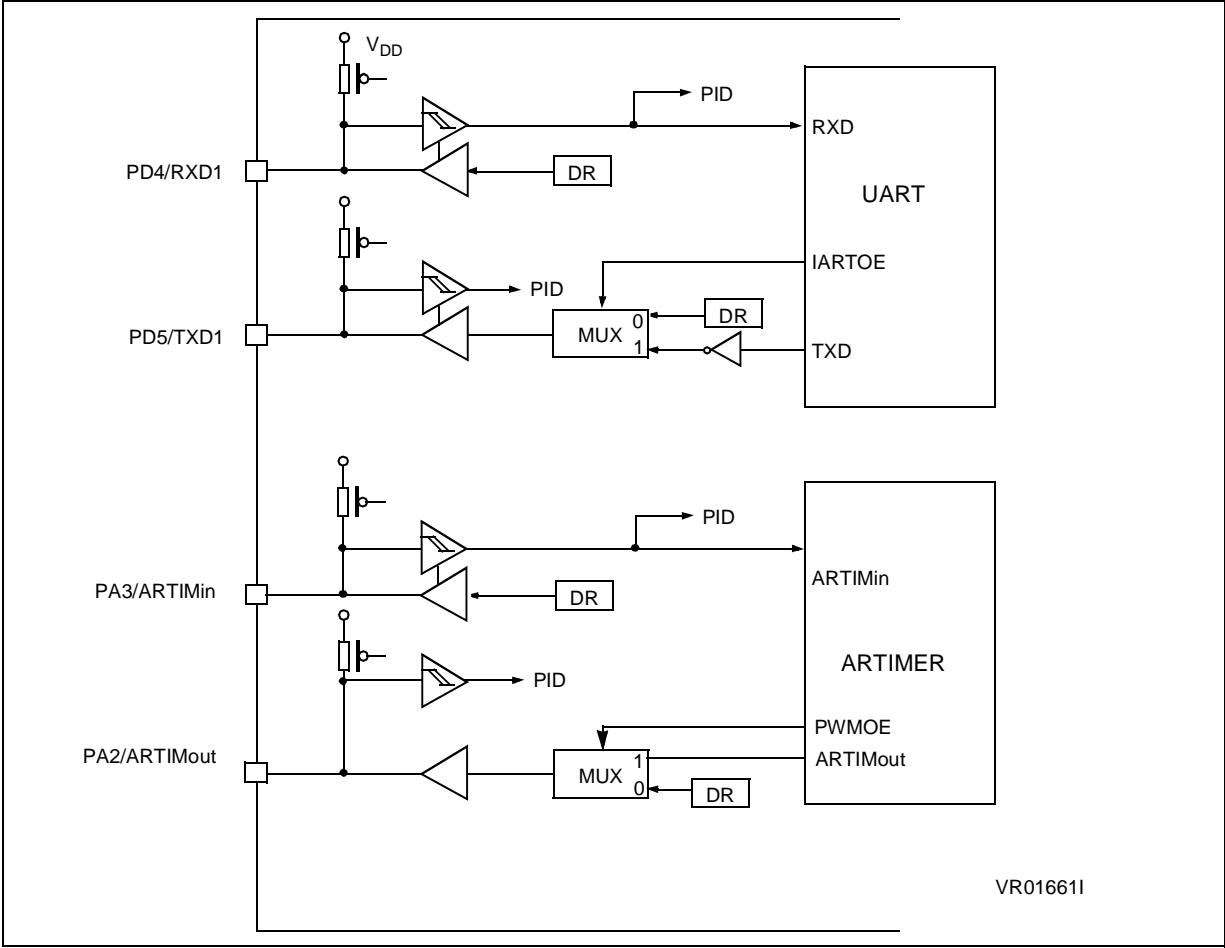 VDD
PID
RXD
PD4/RXD1
DR
UART
IARTOE
PID
DR
PD5/TXD1
MUX
0
1
TXD
PID
ARTIMin
PA3/ARTIMin
DR
ARTIMER
PID
PWMOE
PA2/ARTIMout
MUX
1
0
ARTIMout
DR
VR01661I